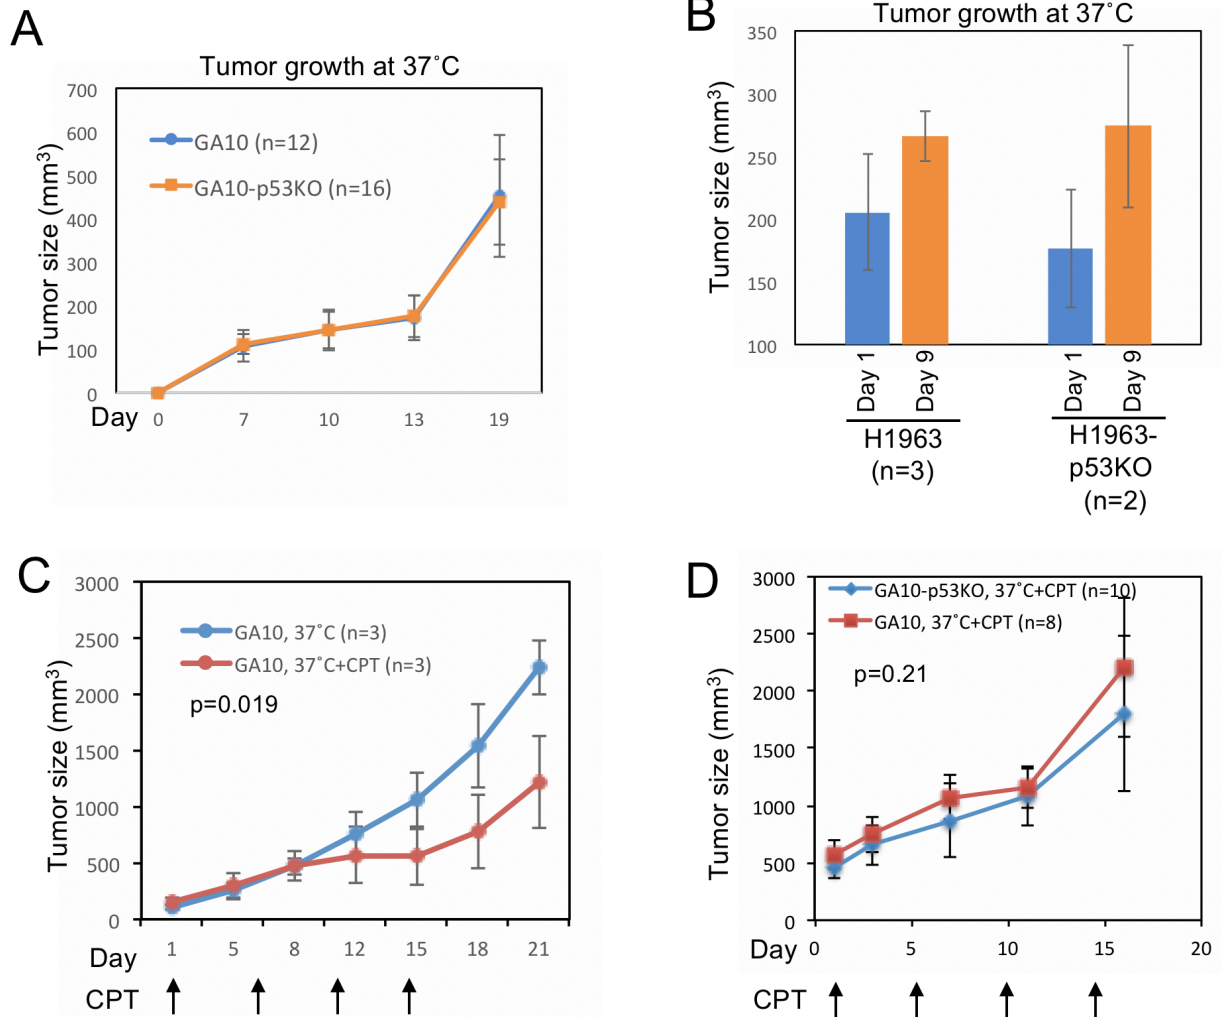 A
Tumor growth at 37˚C
Tumor size (mm³)
700
600
500
400
300
200
100
0
GA10 (n=12)
GA10-p53KO (n=16)
Day 0 7 10 13 19
B
Tumor growth at 37˚C
Tumor size (mm³)
350
300
250
200
150
100
Day 1 Day 9 Day 1 Day 9
H1963
(n=3)
H1963-
p53KO
(n=2)
C
Tumor size (mm³)
3000
2500
2000
1500
1000
500
0
GA10, 37˚C (n=3)
GA10, 37˚C+CPT (n=3)
p=0.019
Day 1 5 8 12 15 18 21
CPT
D
Tumor size (mm³)
3000
2500
2000
1500
1000
500
0
GA10-p53KO, 37˚C+CPT (n=10)
GA10, 37˚C+CPT (n=8)
p=0.21
Day 0 5 10 15 20
CPT